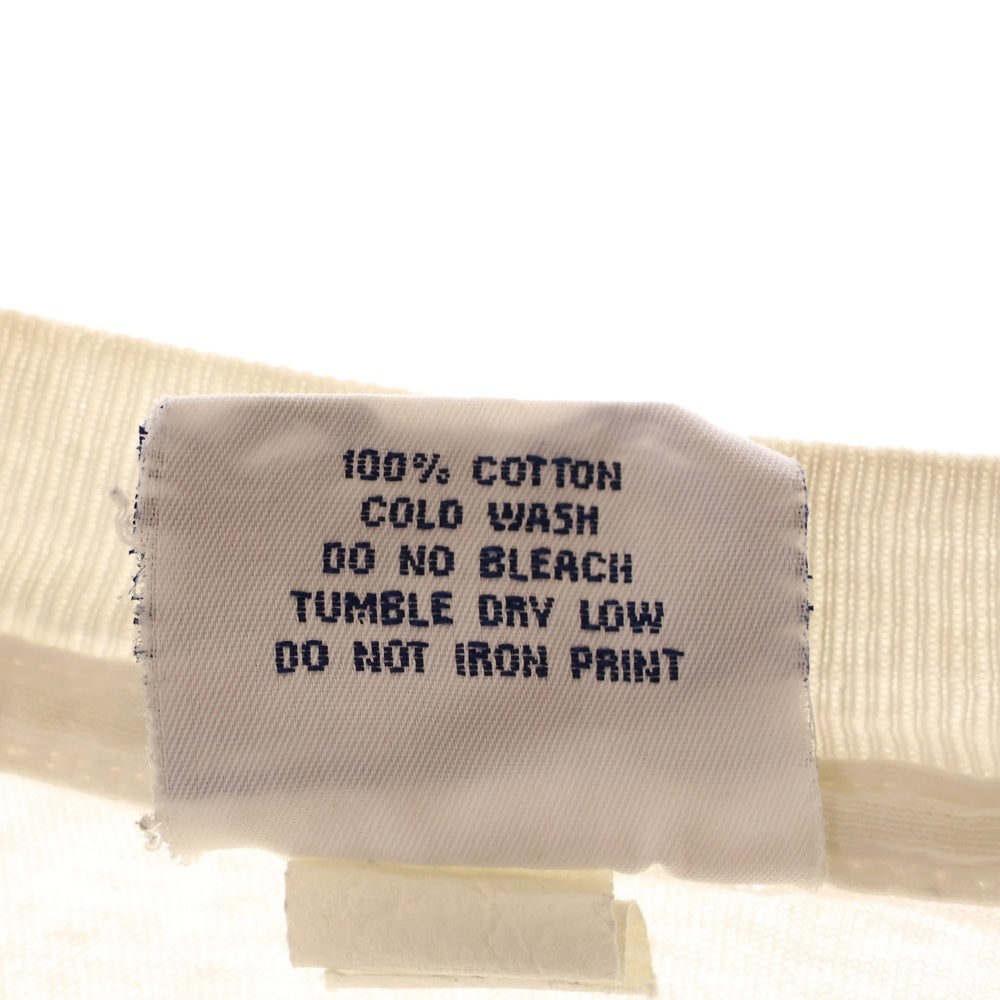 100% COTTON
COLD WASH
DO NO BLEACH
TUMBLE DRY LOW
DO NOT IRON PRINT